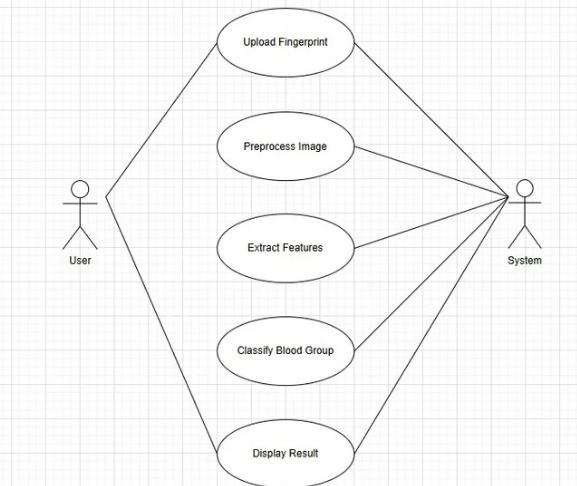 Upload Fingerprint
Preprocess Image
User
System
Extract Features
Classify Blood Group
Display Result